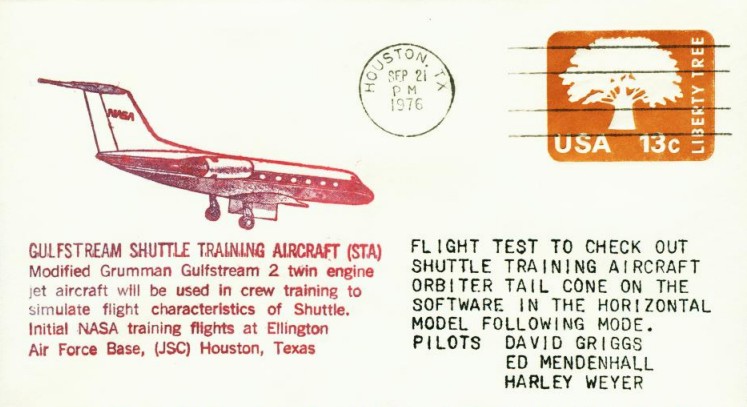 HOUSTON, TX
SEP 21
PM
1976
LIBERTY TREE
USA 13c
NASA
GULFSTREAM SHUTTLE TRAINING AIRCRAFT (STA)
Modified Grumman Gulfstream 2 twin engine
jet aircraft will be used in crew training to
simulate flight characteristics of Shuttle.
Initial NASA training flights at Ellington
Air Force Base, (JSC) Houston, Texas
FLIGHT TEST TO CHECK OUT
SHUTTLE TRAINING AIRCRAFT
ORBITER TAIL CONE ON THE
SOFTWARE IN THE HORIZONTAL
MODEL FOLLOWING MODE.
PILOTS DAVID GRIGGS
ED MENDENHALL
HARLEY WEYER